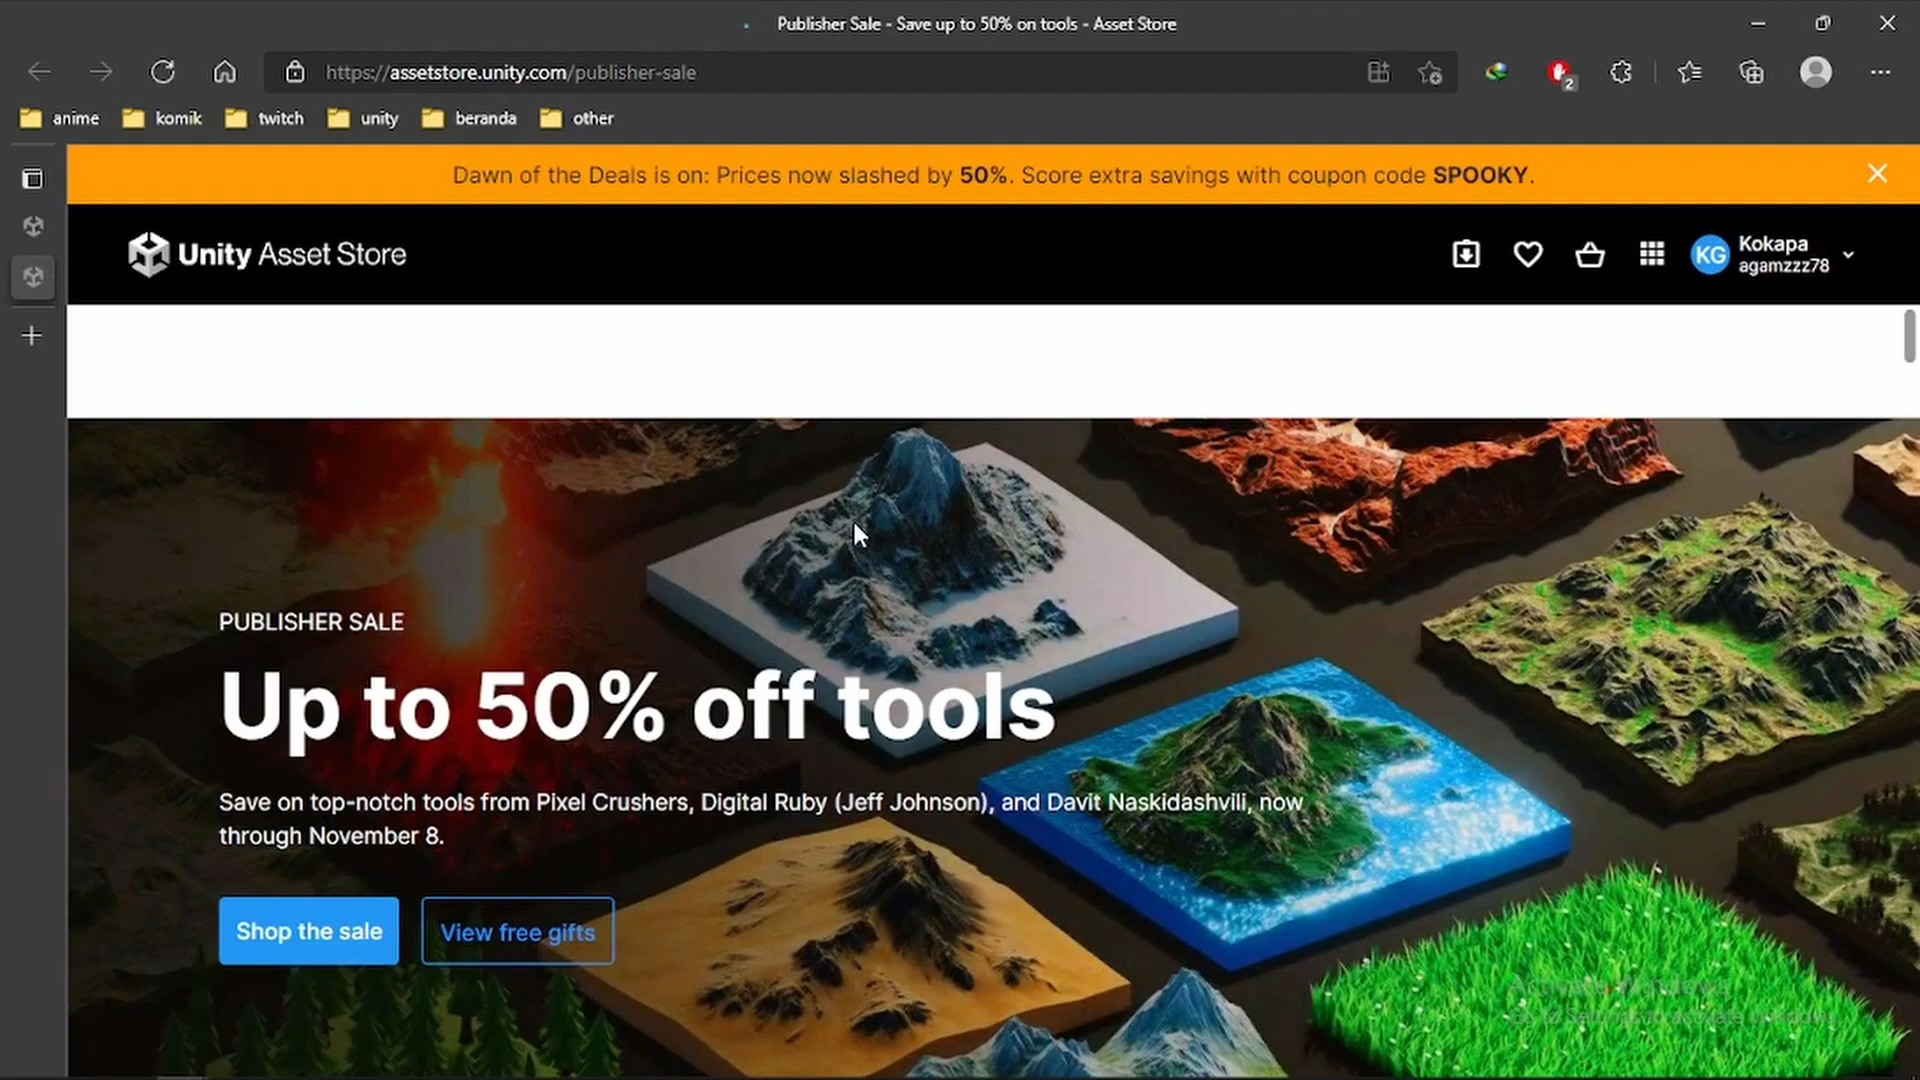 Publisher Sale - Save up to 50% on tools - Asset Store
https://assetstore.unity.com/publisher-sale
2
anime
komik
twitch
unity
beranda
other
Dawn of the Deals is on: Prices now slashed by 50%. Score extra savings with coupon code SPOOKY.
Unity Asset Store
KG
Kokapa
agamzzz78
PUBLISHER SALE
Up to 50% off tools
Save on top-notch tools from Pixel Crushers, Digital Ruby (Jeff Johnson), and Davit Naskidashvili, now
through November 8.
Shop the sale
View free gifts